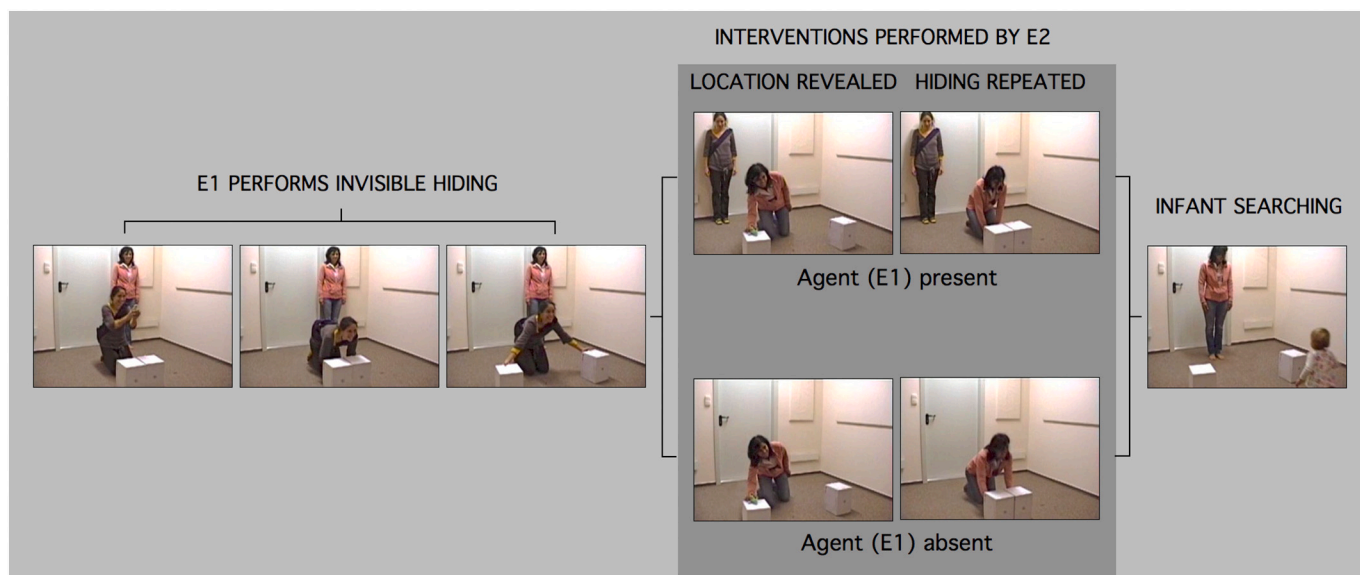 INTERVENTIONS PERFORMED BY E2
LOCATION REVEALED HIDING REPEATED
E1 PERFORMS INVISIBLE HIDING
INFANT SEARCHING
Agent (E1) present
Agent (E1) absent